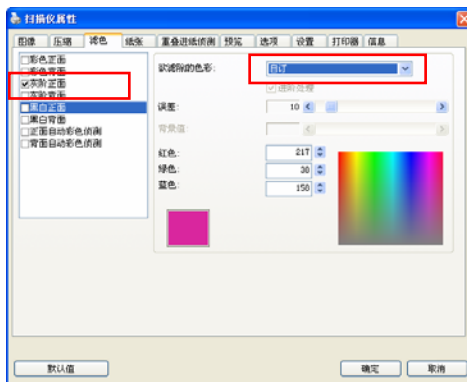 扫描仪属性
图像 压缩 滤色 纸张 重叠进纸侦测 预览 选项 设置 打印器 信息
彩色正面
彩色背面
灰阶正面
灰阶背面
黑白正面
黑白背面
正面自动彩色侦测
背面自动彩色侦测
欲滤除的色彩: 自订
进阶处理
误差: 10
背景值:
红色: 217
绿色: 30
蓝色: 150
默认值 确定 取消